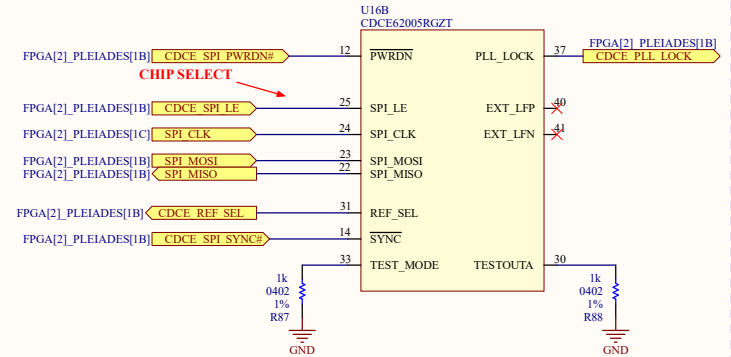 U16B
CDCE62005RGZT
FPGA[2]_PLEIADES[1B] CDCE_SPI_PWRDN# 12 PWRDN PLL_LOCK 37 FPGA[2]_PLEIADES[1B]
CDCE_PLL_LOCK
CHIP SELECT
FPGA[2]_PLEIADES[1B] CDCE_SPI_LE 25 SPI_LE EXT_LFP 40
FPGA[2]_PLEIADES[1C] SPI_CLK 24 SPI_CLK EXT_LFN 41
FPGA[2]_PLEIADES[1B] SPI_MOSI 23 SPI_MOSI
FPGA[2]_PLEIADES[1B] SPI_MISO 22 SPI_MISO
FPGA[2]_PLEIADES[1B] CDCE_REF_SEL 31 REF_SEL
FPGA[2]_PLEIADES[1B] CDCE_SPI_SYNC# 14 SYNC
33 TEST_MODE TESTOUTA 30
1k
0402
1%
R87
GND
1k
0402
1%
R88
GND